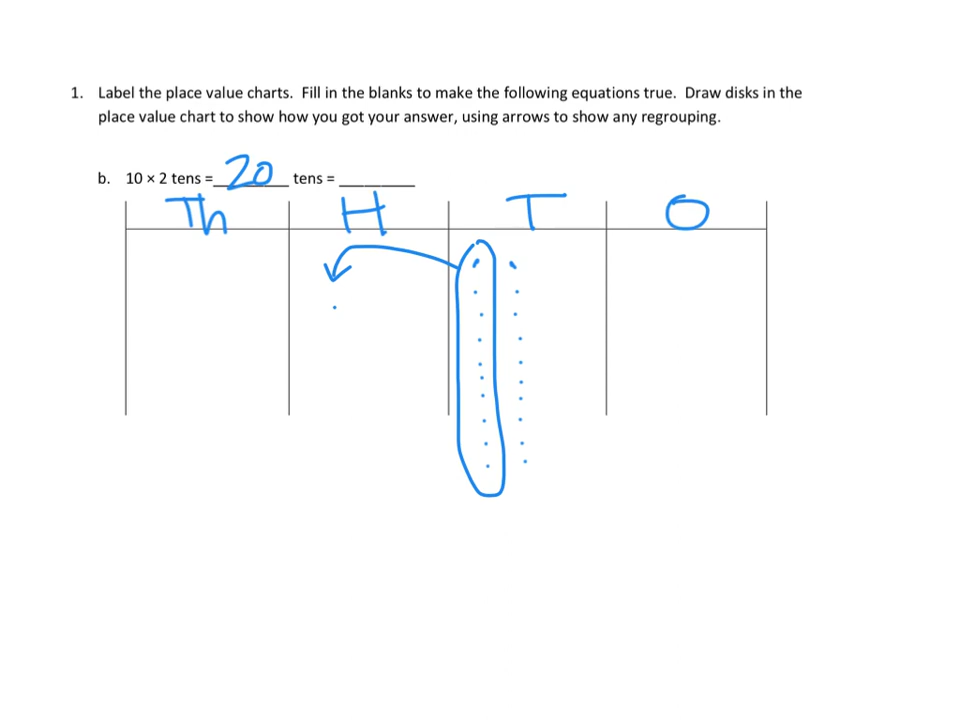 1. Label the place value charts. Fill in the blanks to make the following equations true. Draw disks in the
place value chart to show how you got your answer, using arrows to show any regrouping.
b. 10 × 2 tens = 20 tens = ________
Th H T O